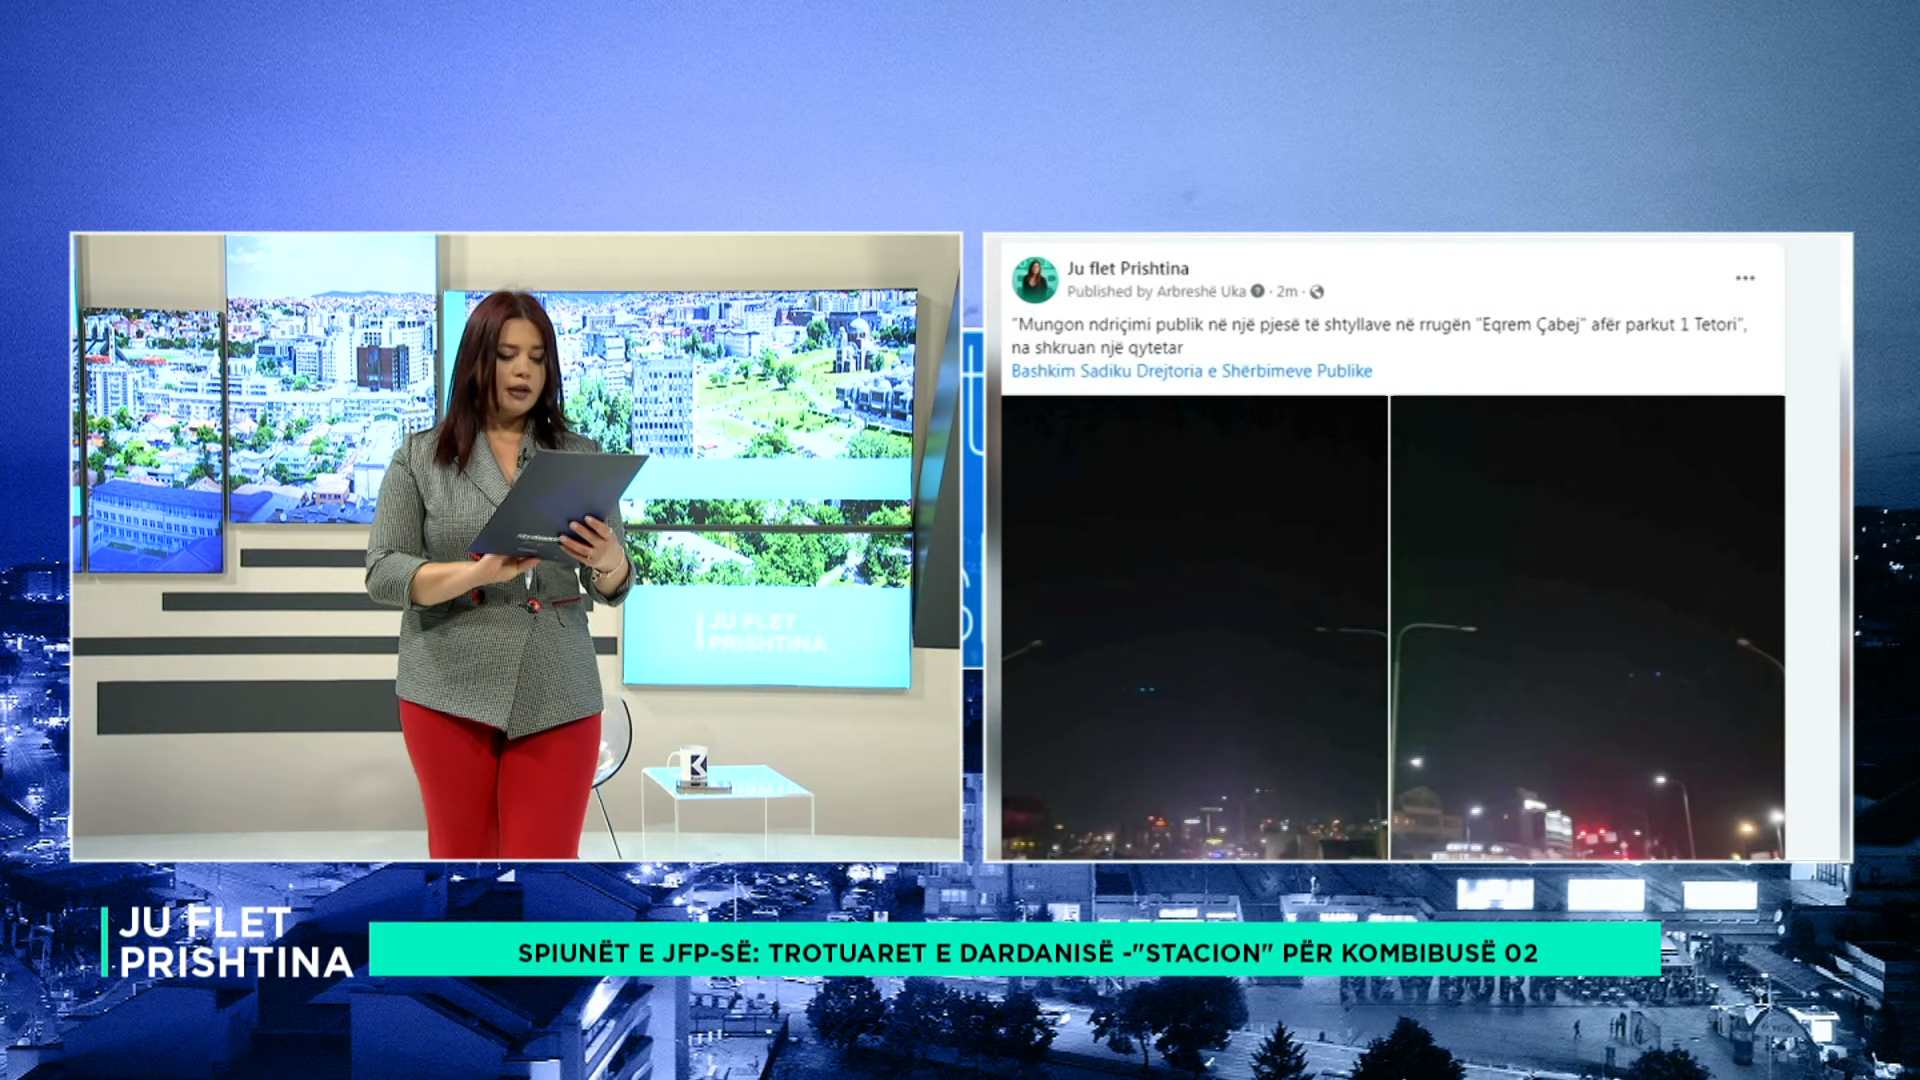 JU FLET
PRISHTINA
Ju flet Prishtina
Published by Arbreshë Uka · 2m ·
"Mungon ndriçimi publik në një pjesë të shtyllave në rrugën "Eqrem Çabej" afër parkut 1 Tetori",
na shkruan një qytetar
Bashkim Sadiku Drejtoria e Shërbimeve Publike
JU FLET
PRISHTINA
SPIUNËT E JFP-SË: TROTUARET E DARDANISË -"STACION" PËR KOMBIBUSË 02